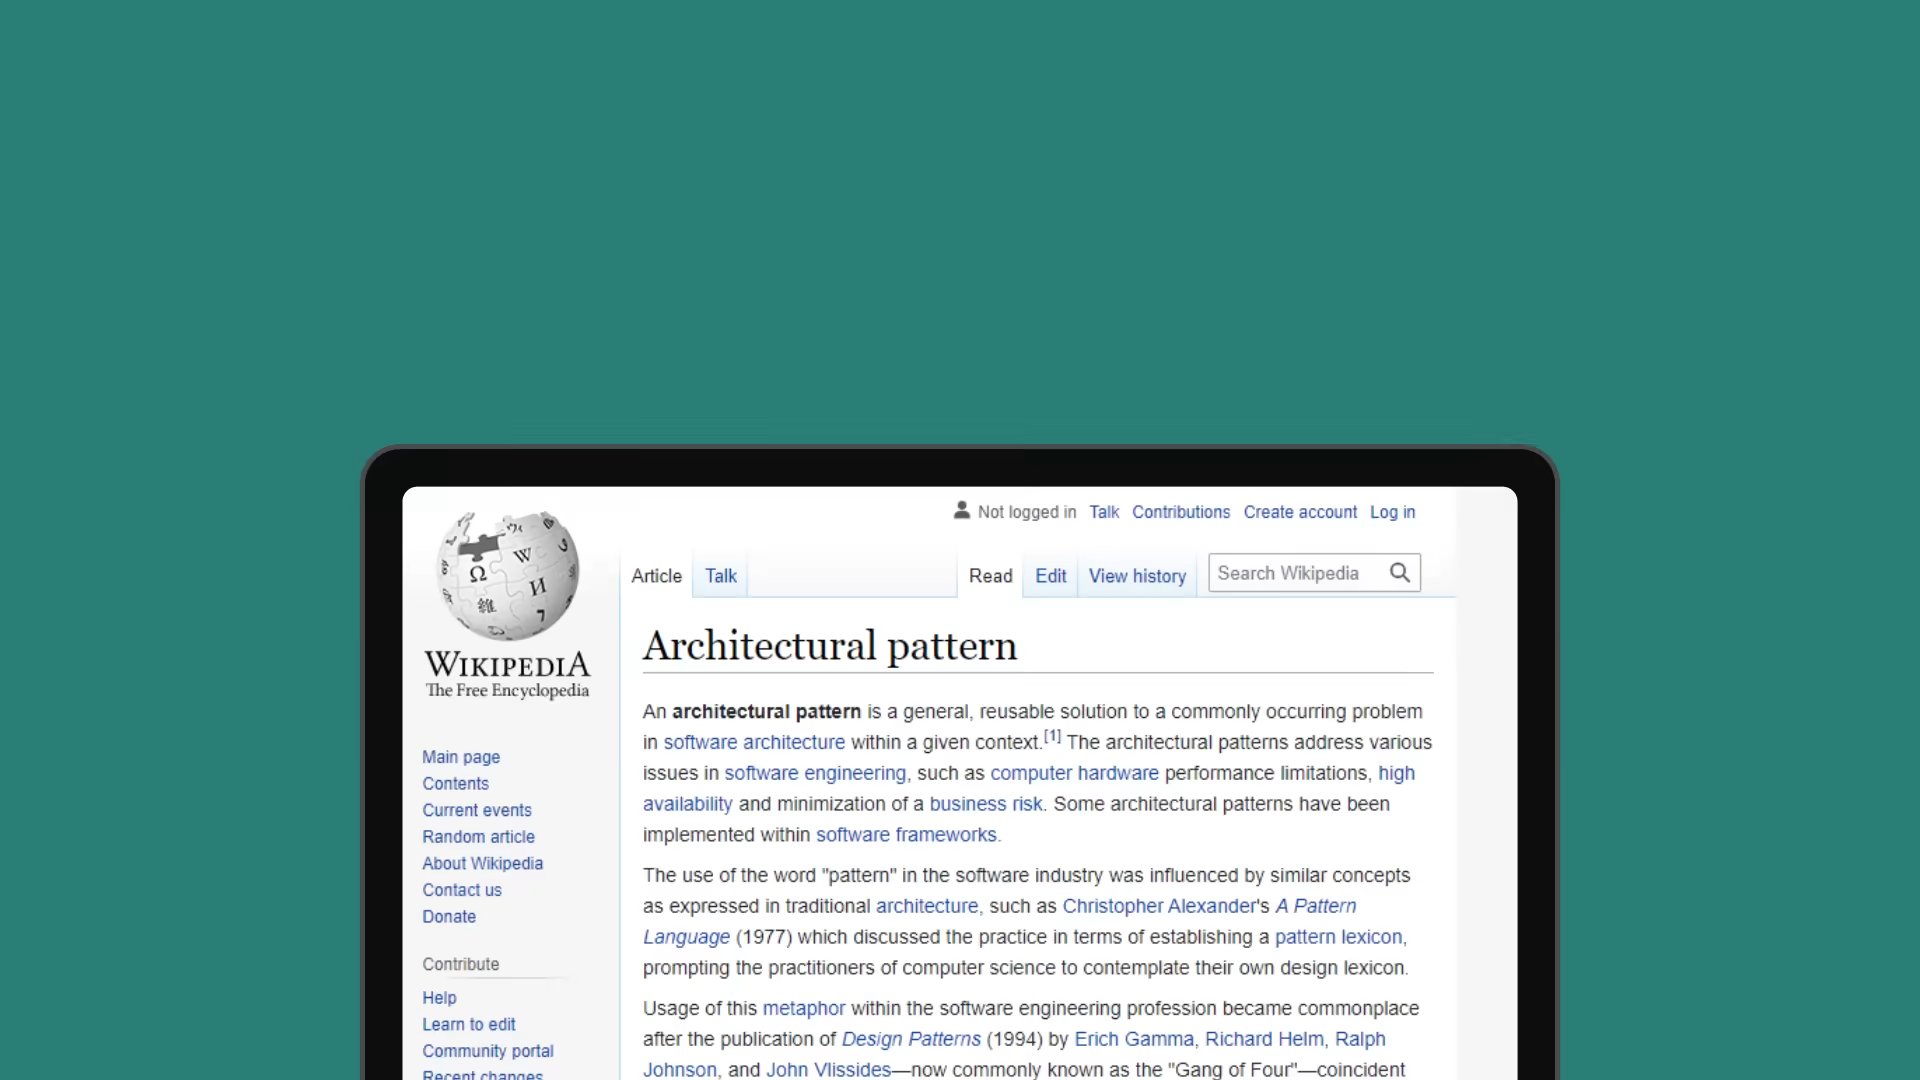 Not logged in Talk Contributions Create account Log in
Article Talk Read Edit View history Search Wikipedia
WIKIPEDIA
The Free Encyclopedia
Main page
Contents
Current events
Random article
About Wikipedia
Contact us
Donate
Contribute
Help
Learn to edit
Community portal
Recent changes
Architectural pattern
An architectural pattern is a general, reusable solution to a commonly occurring problem
in software architecture within a given context.[1] The architectural patterns address various
issues in software engineering, such as computer hardware performance limitations, high
availability and minimization of a business risk. Some architectural patterns have been
implemented within software frameworks.
The use of the word "pattern" in the software industry was influenced by similar concepts
as expressed in traditional architecture, such as Christopher Alexander's A Pattern
Language (1977) which discussed the practice in terms of establishing a pattern lexicon,
prompting the practitioners of computer science to contemplate their own design lexicon.
Usage of this metaphor within the software engineering profession became commonplace
after the publication of Design Patterns (1994) by Erich Gamma, Richard Helm, Ralph
Johnson, and John Vlissides—now commonly known as the "Gang of Four"—coincident